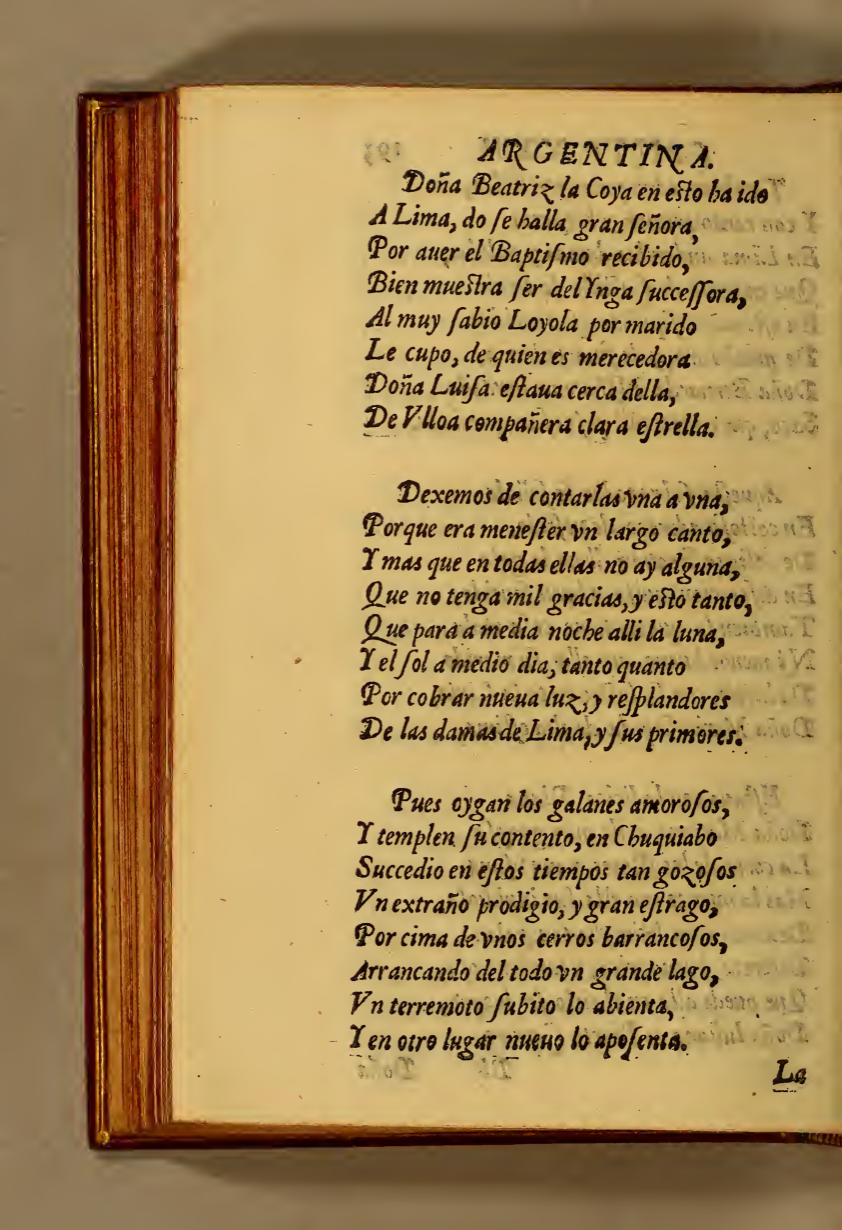 ARGENTINA.
Doña Beatriz la Coya en eſto ha ido
A Lima, do ſe halla gran ſeñora,
Por auer el Baptiſmo recibido,
Bien mueſtra ſer del Ynga ſucceſſora,
Al muy ſabio Loyola por marido
Le cupo, de quien es merecedora
Doña Luiſa eſtaua cerca della,
De Vlloa compañera clara eſtrella.
Dexemos de contarlas vna a vna,
Porque era meneſter vn largo canto,
Y mas que en todas ellas no ay alguna,
Que no tenga mil gracias, y eſto tanto,
Que para a media noche alli la luna,
Y el ſol a medio dia, tanto quanto
Por cobrar nueua luz, y reſplandores
De las damas de Lima, y ſus primores.
Pues oygan los galanes amoroſos,
Y templen ſu contento, en Chuquiabo
Succedio en eſtos tiempos tan gozoſos
Vn extraño prodigio, y gran eſtrago,
Por cima de vnos cerros barrancoſos,
Arrancando del todo vn grande lago,
Vn terremoto ſubito lo abienta,
Y en otro lugar nueuo lo apoſenta.
La